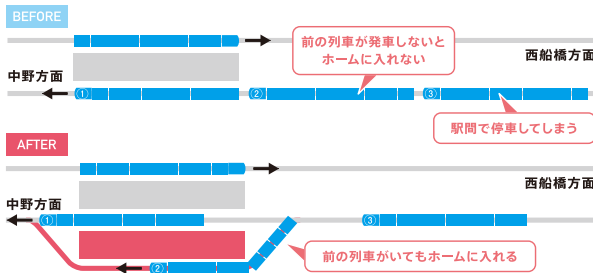 BEFORE
前の列車が発車しないと
ホームに入れない
西船橋方面
中野方面
① ② ③
駅間で停車してしまう
AFTER
西船橋方面
中野方面
① ③
前の列車がいてもホームに入れる
②